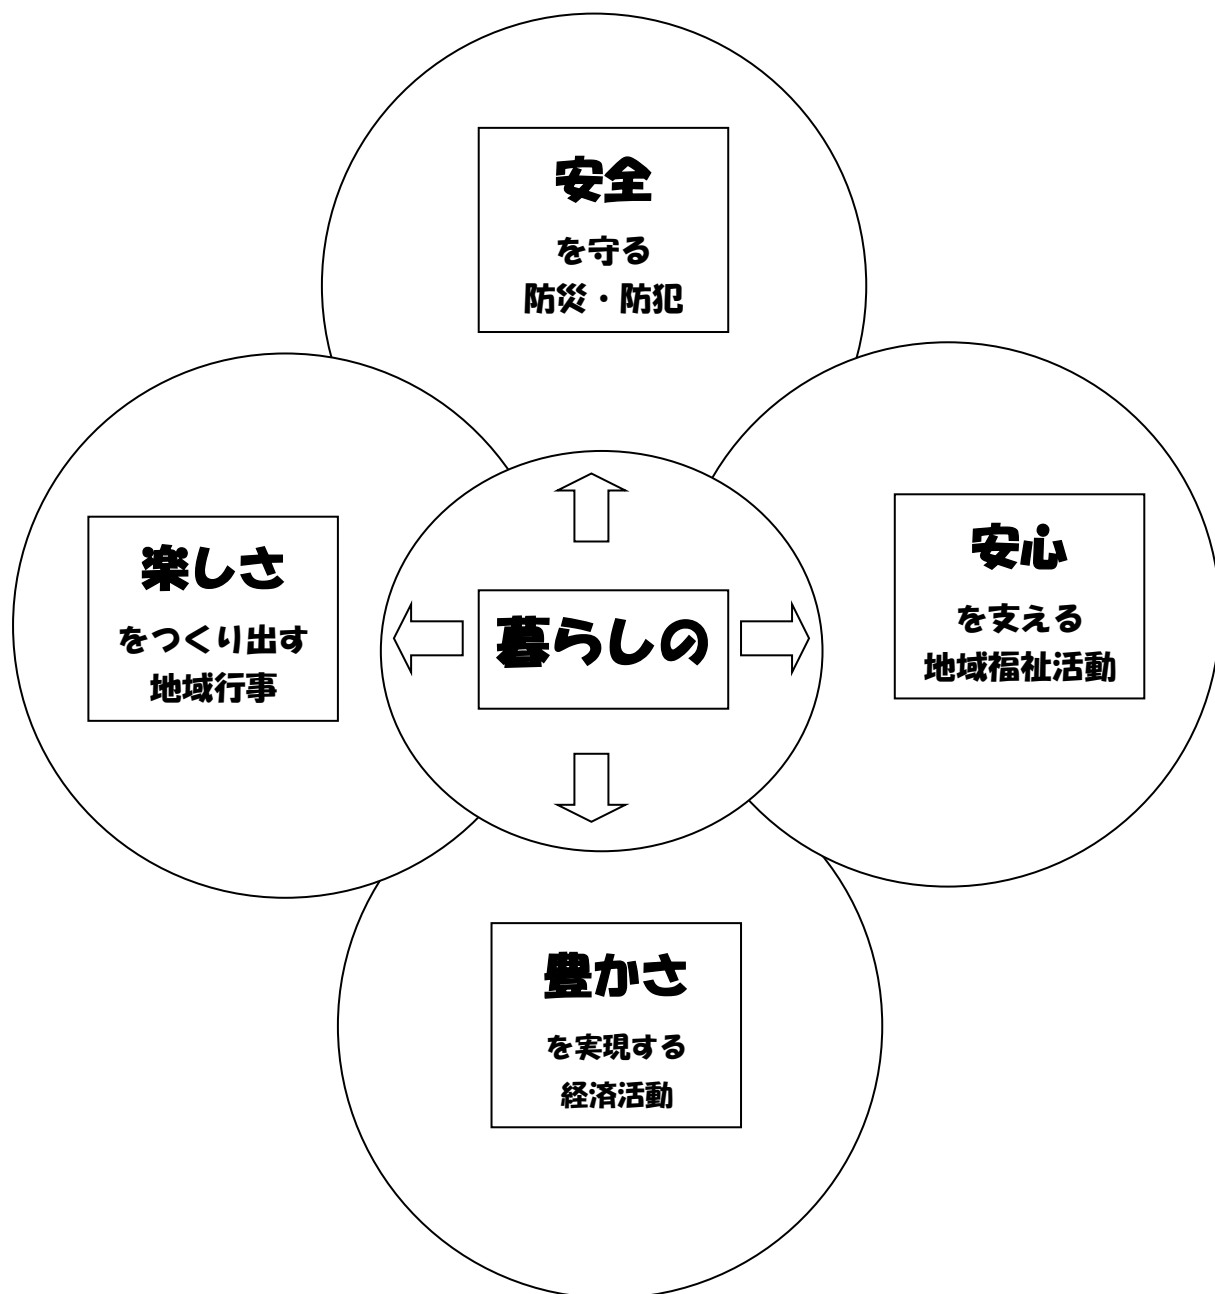 安全
を守る
防災・防犯
楽しさ
をつくり出す
地域行事
暮らしの
安心
を支える
地域福祉活動
豊かさ
を実現する
経済活動